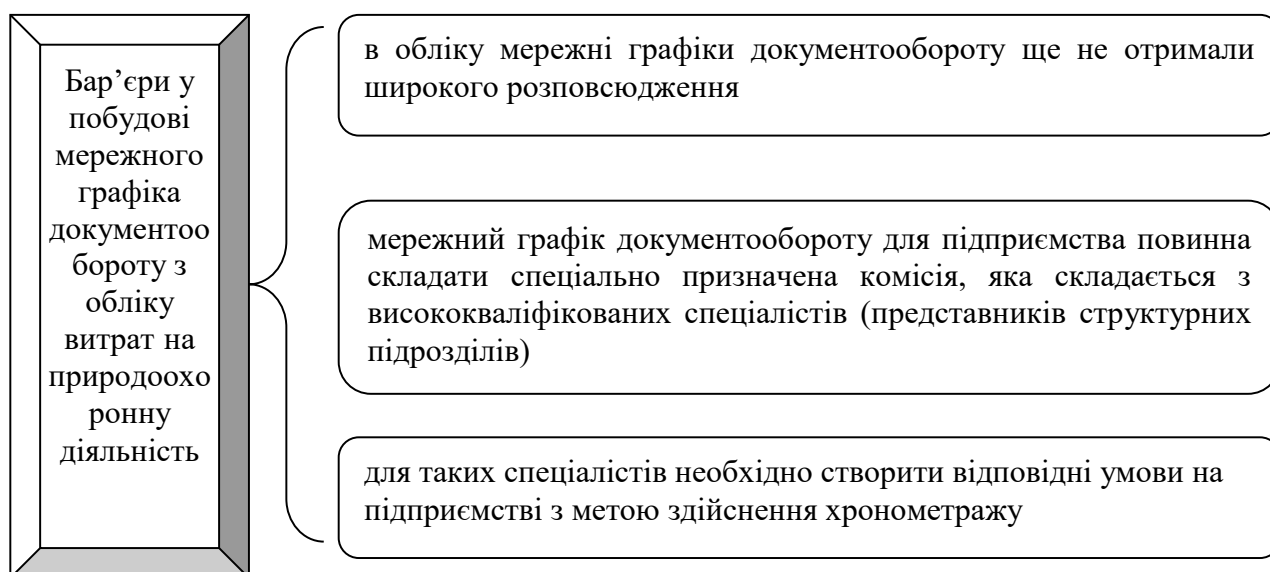 Бар’єри у
побудові
мережного
графіка
документоо
бороту з
обліку
витрат на
природоохо
ронну
діяльність
в обліку мережні графіки документообороту ще не отримали
широкого розповсюдження
мережний графік документообороту для підприємства повинна
складати спеціально призначена комісія, яка складається з
висококваліфікованих спеціалістів (представників структурних
підрозділів)
для таких спеціалістів необхідно створити відповідні умови на
підприємстві з метою здійснення хронометражу